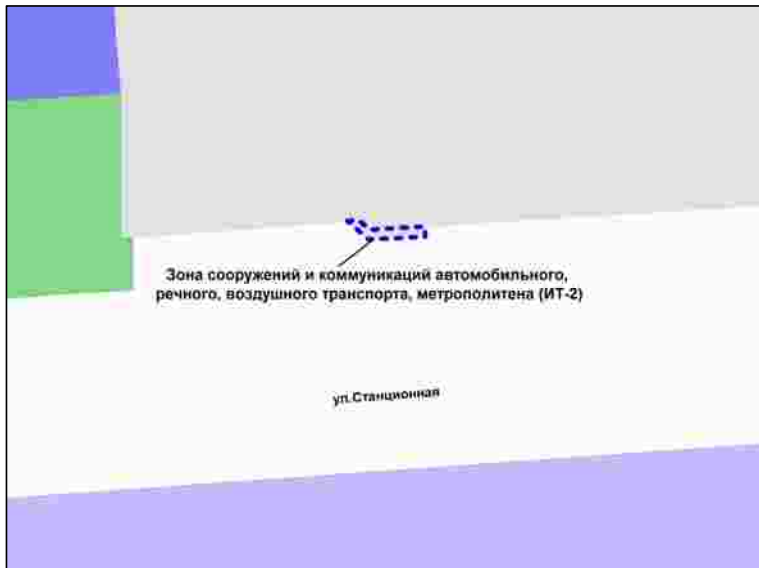 Зона сооружений и коммуникаций автомобильного,
речного, воздушного транспорта, метрополитена (ИТ-2)
ул.Станционная